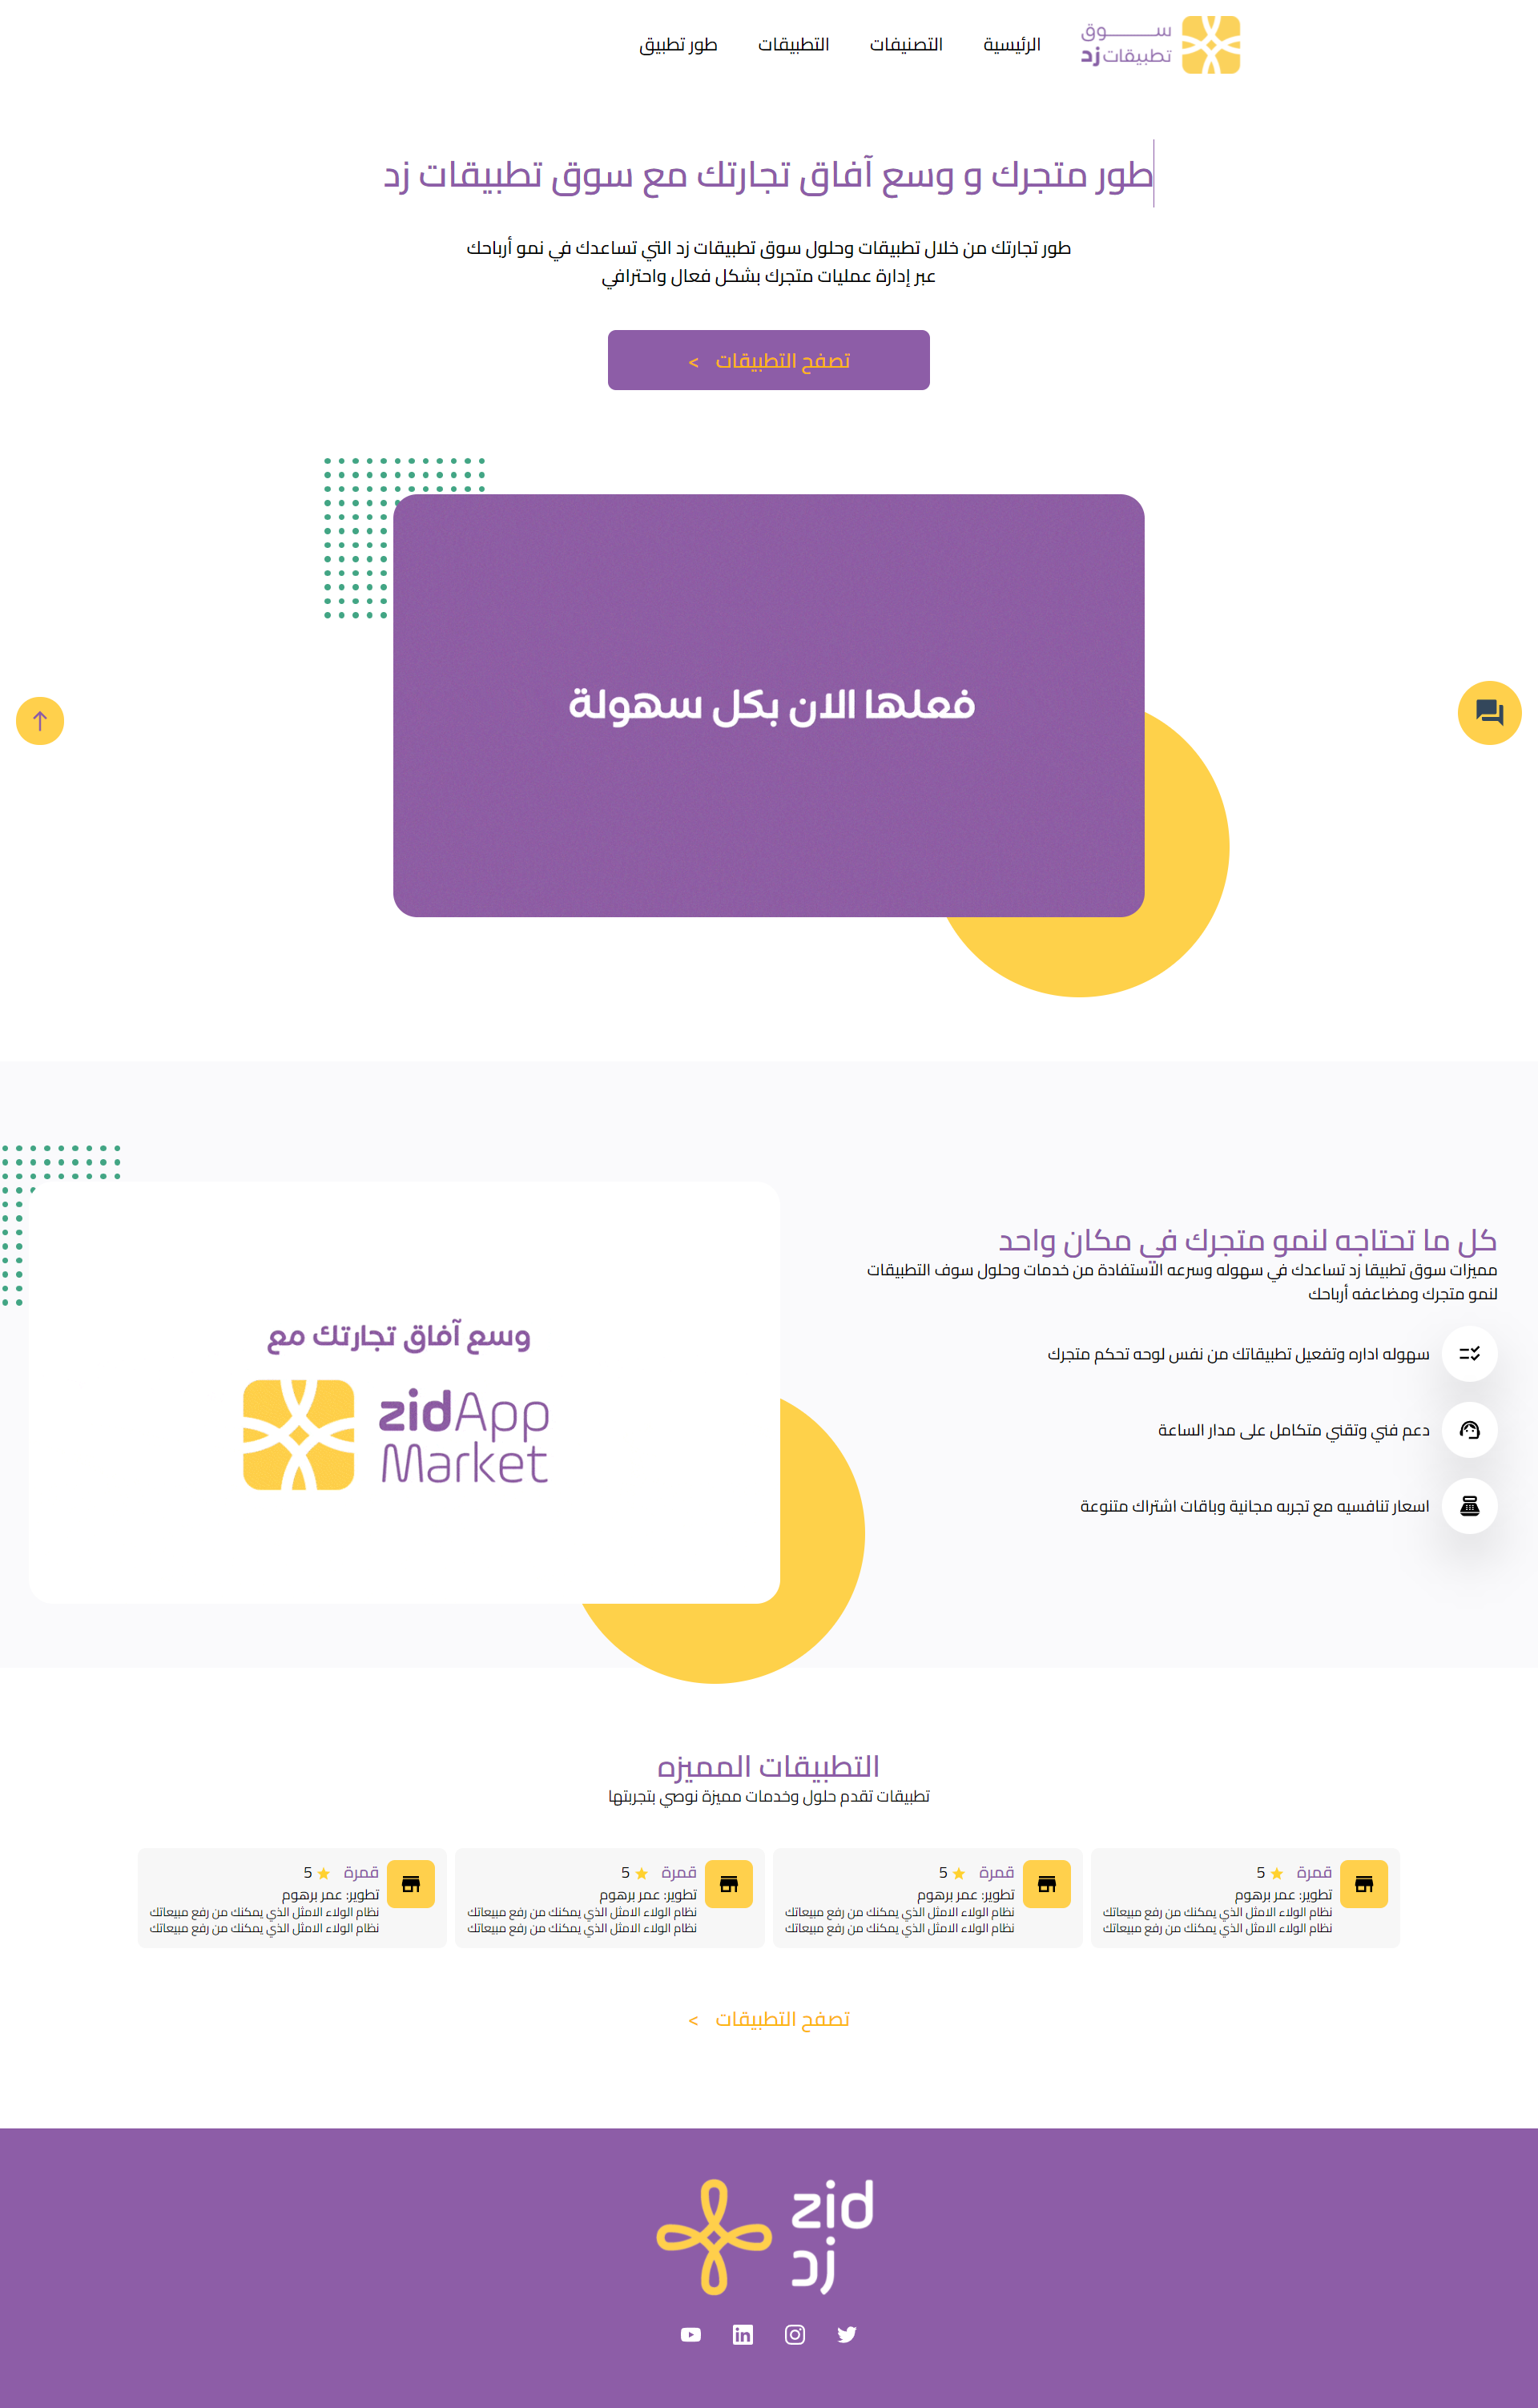 سوق
تطبيقات زد
الرئيسية
التصنيفات
التطبيقات
طور تطبيق
طور متجرك و وسع آفاق تجارتك مع سوق تطبيقات زد
طور تجارتك من خلال تطبيقات وحلول سوق تطبيقات زد التي تساعدك في نمو أرباحك
عبر إدارة عمليات متجرك بشكل فعال واحترافي
تصفح التطبيقات >
فعلها الان بكل سهولة
كل ما تحتاجه لنمو متجرك في مكان واحد
مميزات سوق تطبيقا زد تساعدك في سهوله وسرعه الاستفادة من خدمات وحلول سوف التطبيقات
لنمو متجرك ومضاعفه أرباحك
سهوله اداره وتفعيل تطبيقاتك من نفس لوحه تحكم متجرك
دعم فني وتقني متكامل على مدار الساعة
اسعار تنافسيه مع تجربه مجانية وباقات اشتراك متنوعة
وسع آفاق تجارتك مع
zidApp
Market
التطبيقات المميزه
تطبيقات تقدم حلول وخدمات مميزة نوصي بتجربتها
قمرة 5
تطوير: عمر برهوم
نظام الولاء الامثل الذي يمكنك من رفع مبيعاتك
نظام الولاء الامثل الذي يمكنك من رفع مبيعاتك
قمرة 5
تطوير: عمر برهوم
نظام الولاء الامثل الذي يمكنك من رفع مبيعاتك
نظام الولاء الامثل الذي يمكنك من رفع مبيعاتك
قمرة 5
تطوير: عمر برهوم
نظام الولاء الامثل الذي يمكنك من رفع مبيعاتك
نظام الولاء الامثل الذي يمكنك من رفع مبيعاتك
قمرة 5
تطوير: عمر برهوم
نظام الولاء الامثل الذي يمكنك من رفع مبيعاتك
نظام الولاء الامثل الذي يمكنك من رفع مبيعاتك
تصفح التطبيقات >
zid
زد